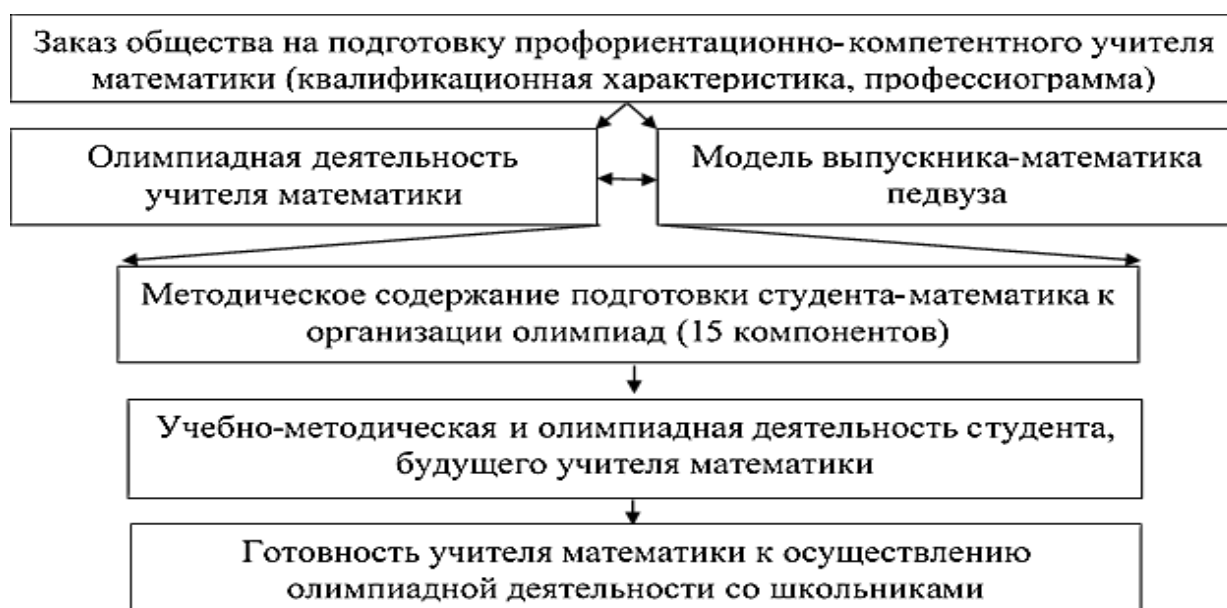 Заказ общества на подготовку профориентационно-компетентного учителя
математики (квалификационная характеристика, профессиограмма)
Олимпиадная деятельность
учителя математики
Модель выпускника-математика
педвуза
Методическое содержание подготовки студента-математика к
организации олимпиад (15 компонентов)
Учебно-методическая и олимпиадная деятельность студента,
будущего учителя математики
Готовность учителя математики к осуществлению
олимпиадной деятельности со школьниками